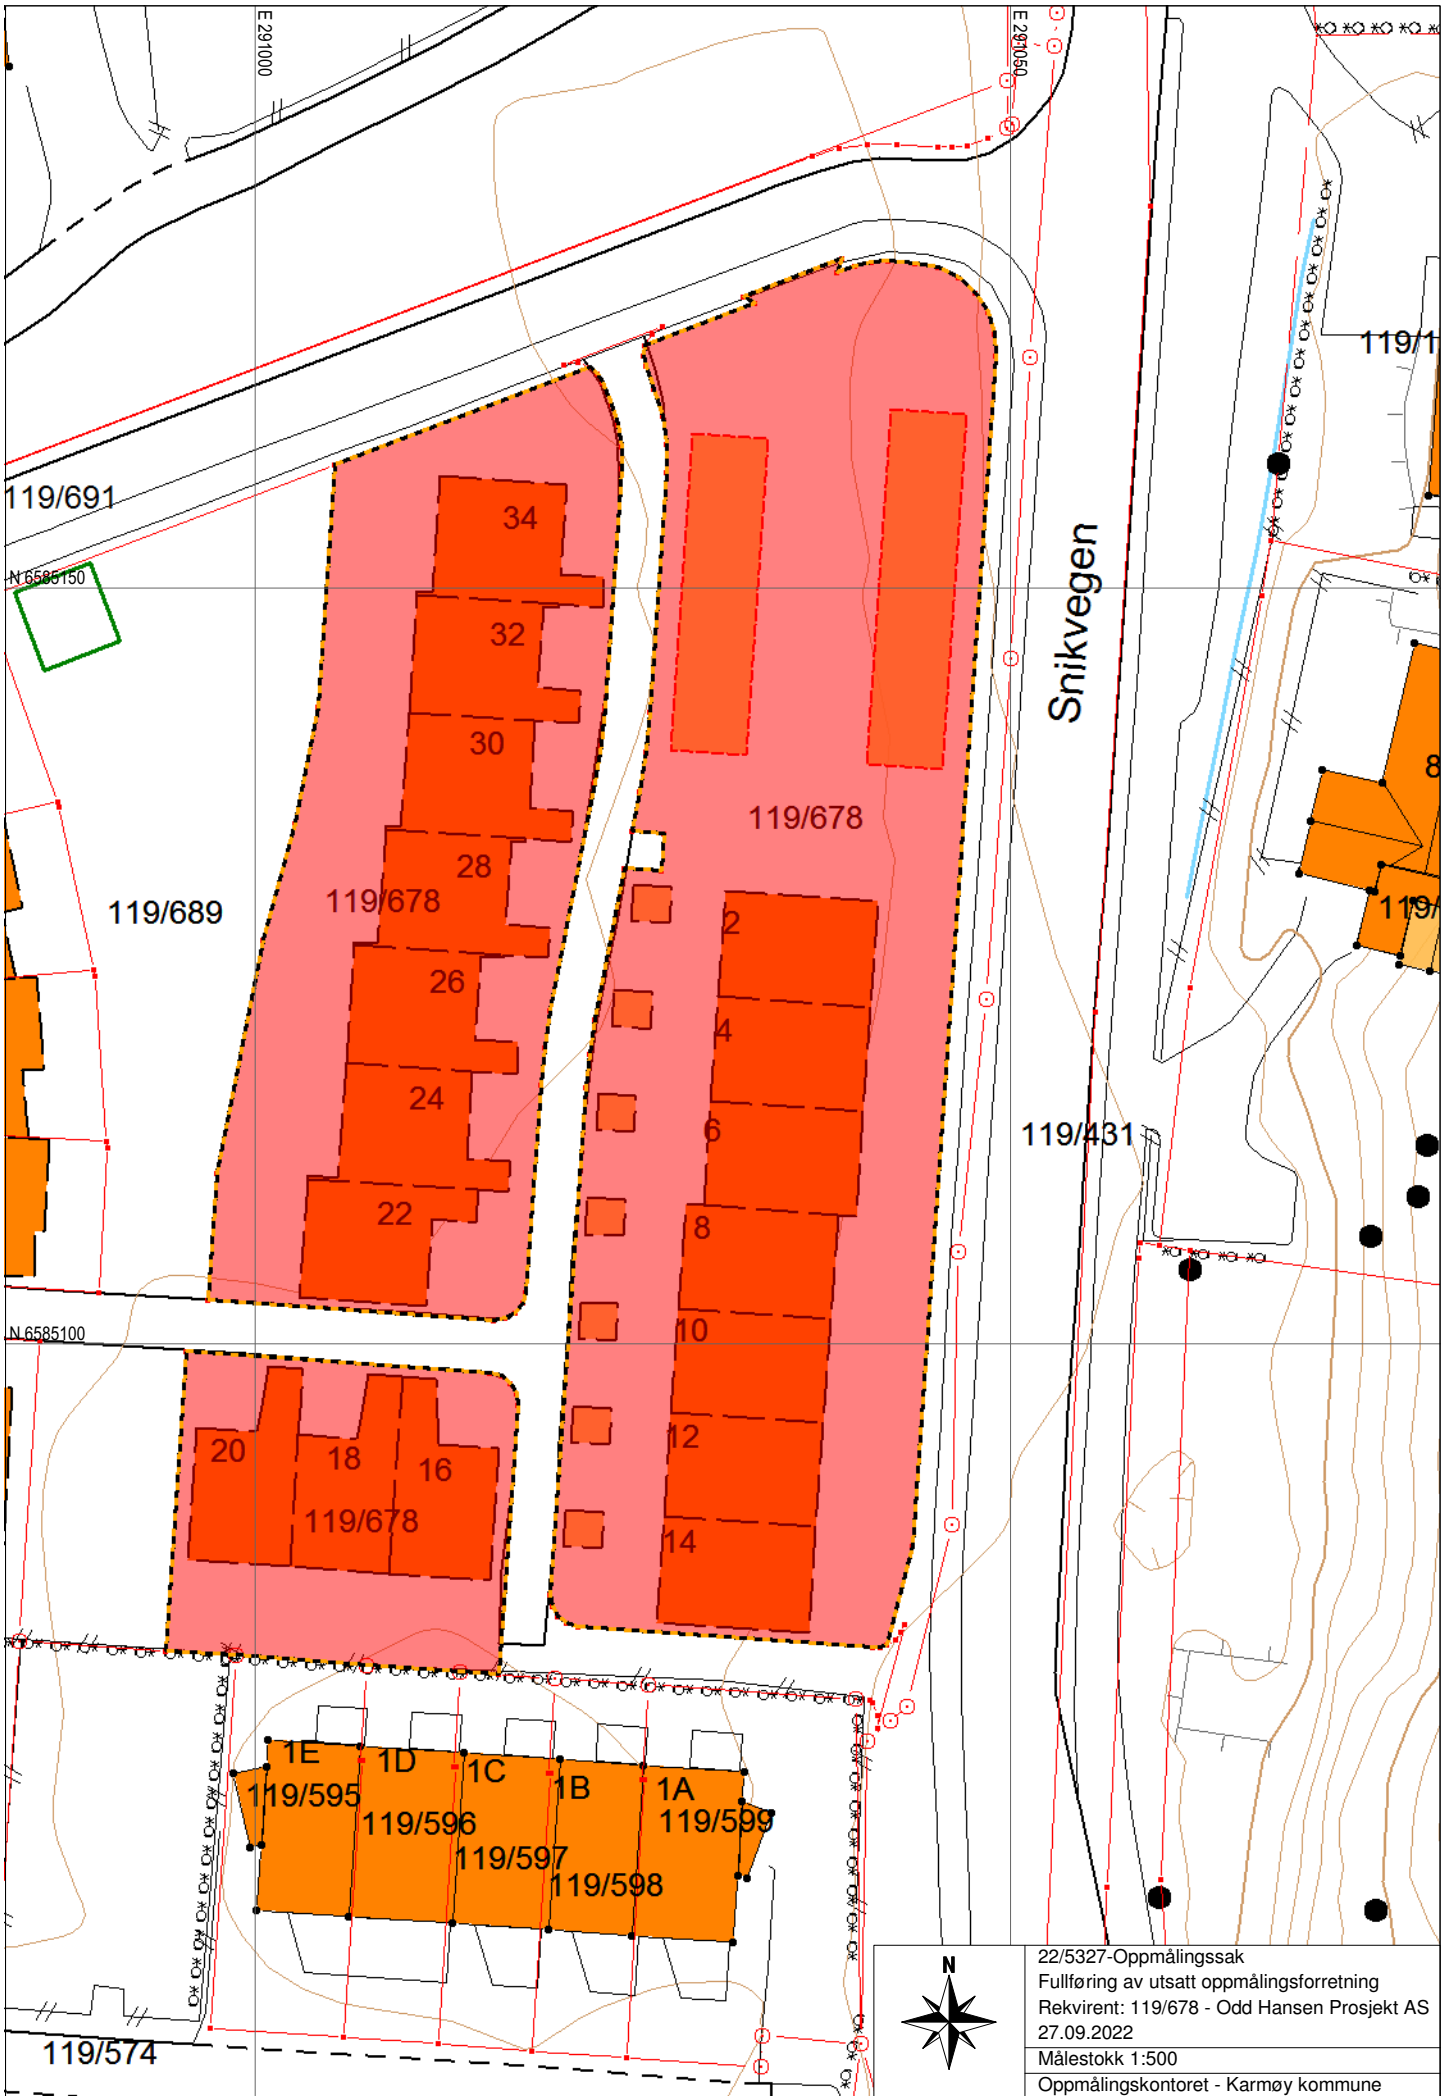 E 291000
E 291050
119/1
119/691
34
N 6585150
32
Snikvegen
30
8
119/678
28
119/678
119/689
119/
2
26
4
24
6
119/431
22
8
N 6585100
10
20
18
16
12
119/678
14
1E
1D
1C
1B
1A
119/595
119/596
119/599
119/597
119/598
119/574
N
22/5327-Oppmålingssak
Fullføring av utsatt oppmålingsforretning
Rekvirent: 119/678 - Odd Hansen Prosjekt AS
27.09.2022
Målestokk 1:500
Oppmålingskontoret - Karmøy kommune